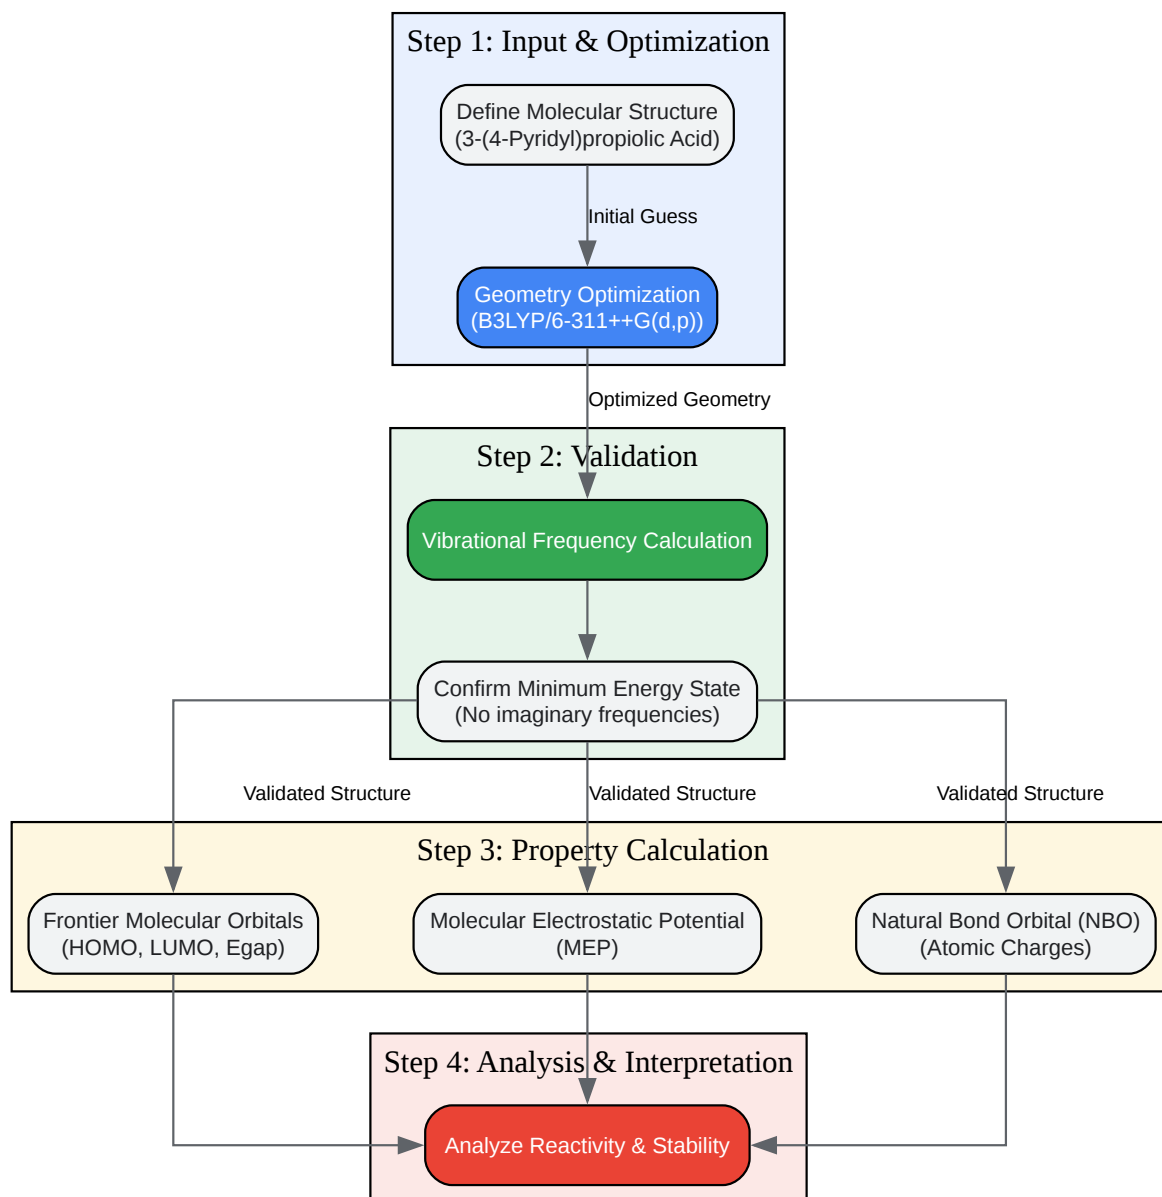 Step 1: Input & Optimization
Define Molecular Structure
(3-(4-Pyridyl)propiolic Acid)
Initial Guess
Geometry Optimization
(B3LYP/6-311++G(d,p))
Optimized Geometry
Step 2: Validation
Vibrational Frequency Calculation
Confirm Minimum Energy State
(No imaginary frequencies)
Validated Structure
Validated Structure
Validated Structure
Step 3: Property Calculation
Frontier Molecular Orbitals
(HOMO, LUMO, Egap)
Molecular Electrostatic Potential
(MEP)
Natural Bond Orbital (NBO)
(Atomic Charges)
Step 4: Analysis & Interpretation
Analyze Reactivity & Stability